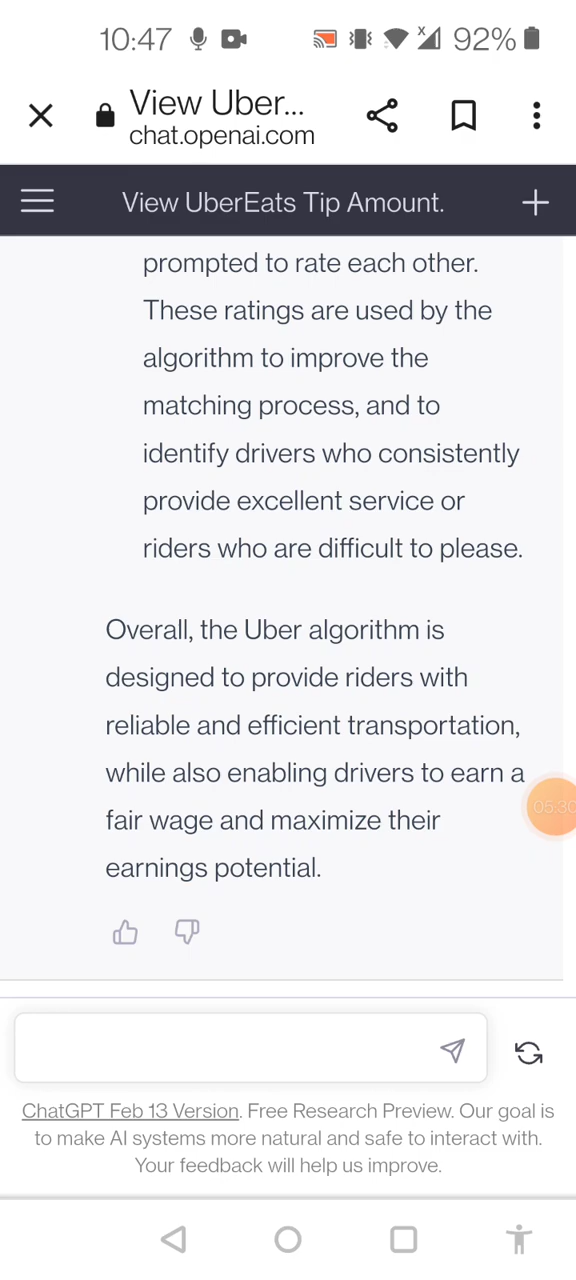 10:47
92%
View Uber...
chat.openai.com
View UberEats Tip Amount.
prompted to rate each other.
These ratings are used by the
algorithm to improve the
matching process, and to
identify drivers who consistently
provide excellent service or
riders who are difficult to please.
Overall, the Uber algorithm is
designed to provide riders with
reliable and efficient transportation,
while also enabling drivers to earn a
fair wage and maximize their
earnings potential.
05:30
ChatGPT Feb 13 Version. Free Research Preview. Our goal is
to make AI systems more natural and safe to interact with.
Your feedback will help us improve.